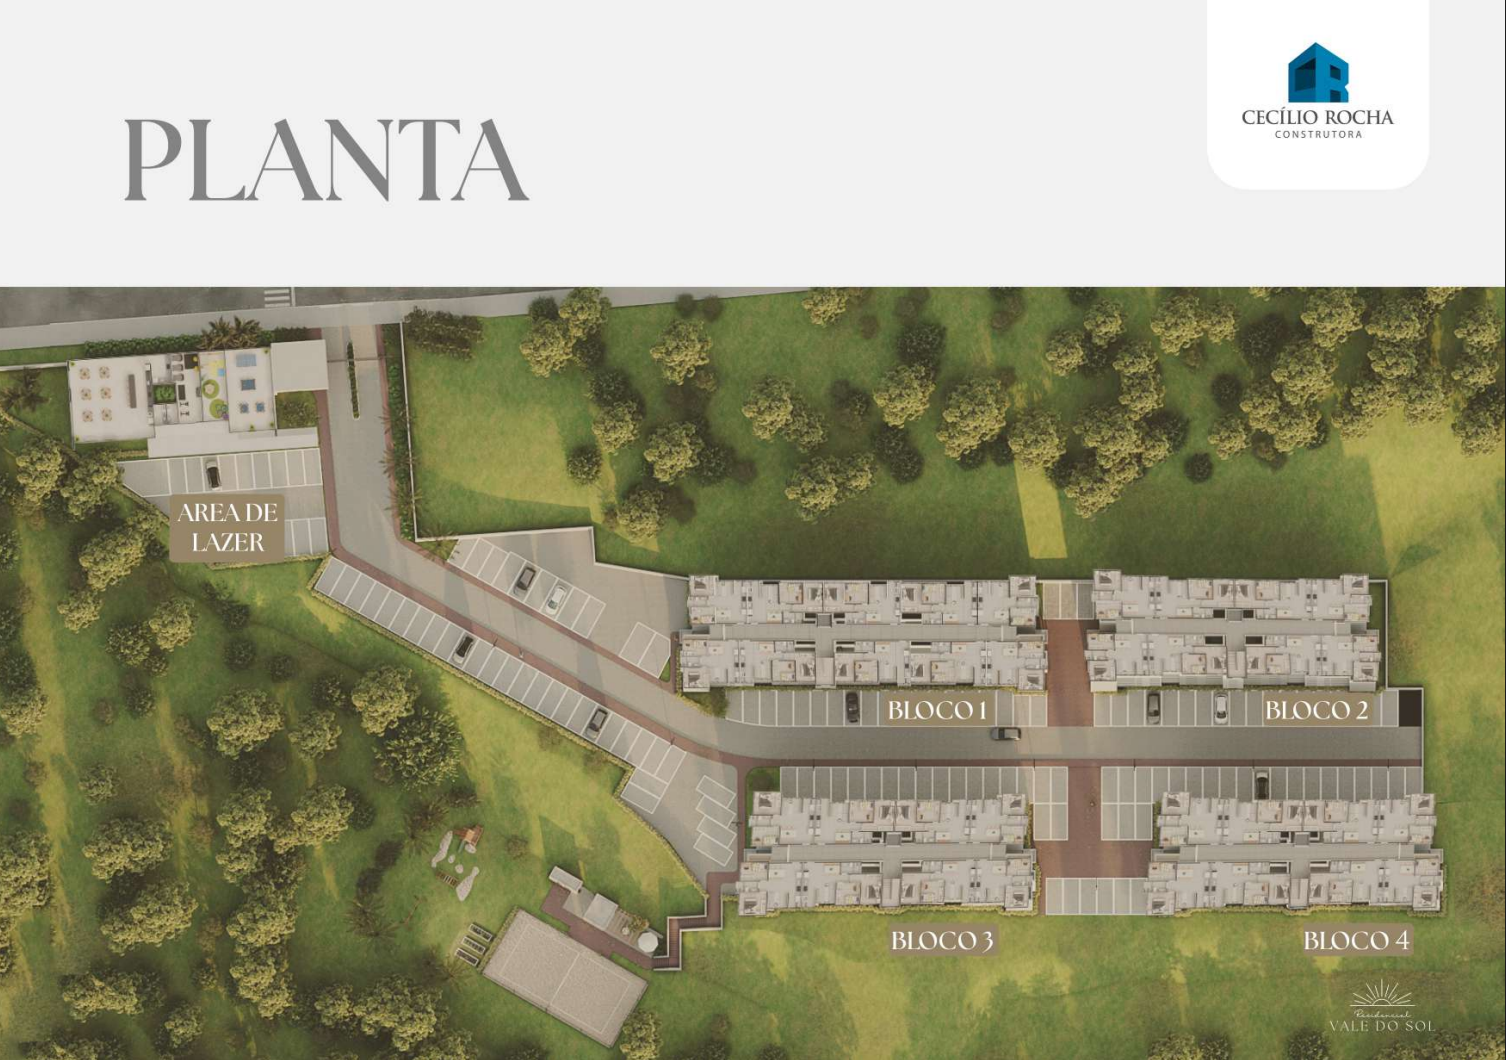 CECÍLIO ROCHA
CONSTRUTORA
PLANTA
AREA DE
LAZER
BLOCO 1
BLOCO 2
BLOCO 3
BLOCO 4
Residencial
VALE DO SOL